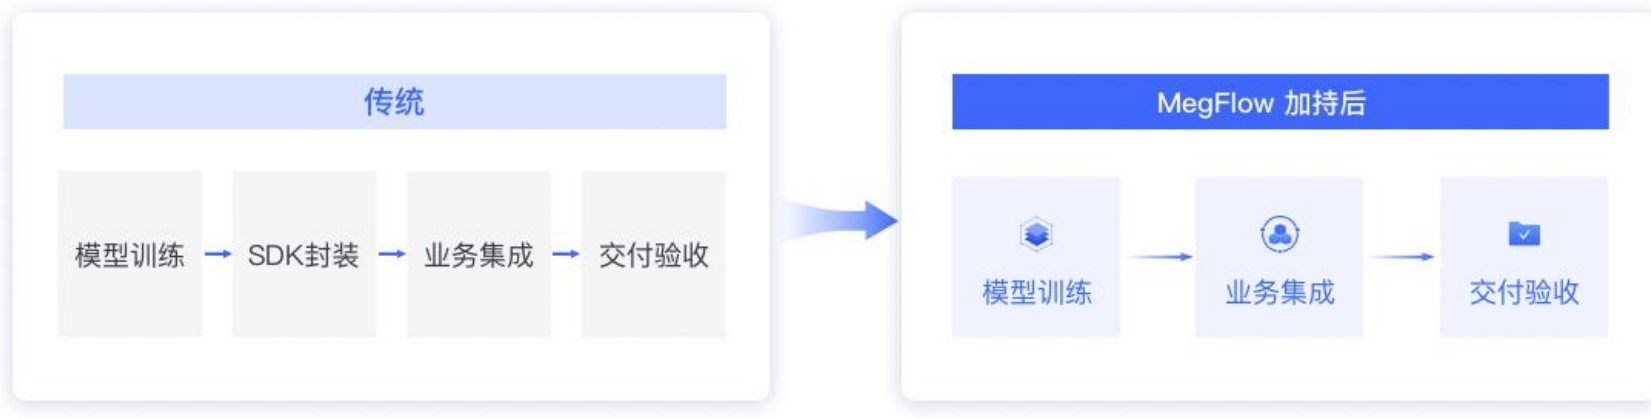 传统
模型训练
SDK封装
业务集成
交付验收
MegFlow 加持后
模型训练
业务集成
交付验收